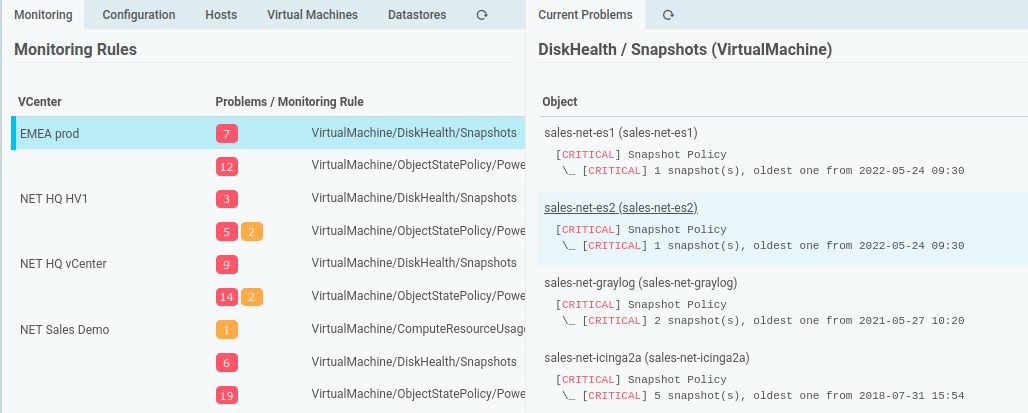 Monitoring Configuration Hosts Virtual Machines Datastores
Monitoring Rules
VCenter Problems / Monitoring Rule
EMEA prod 7 VirtualMachine/DiskHealth/Snapshots
12 VirtualMachine/ObjectStatePolicy/Powe
NET HQ HV1 3 VirtualMachine/DiskHealth/Snapshots
5 2 VirtualMachine/ObjectStatePolicy/Powe
NET HQ vCenter 9 VirtualMachine/DiskHealth/Snapshots
14 2 VirtualMachine/ObjectStatePolicy/Powe
NET Sales Demo 1 VirtualMachine/ComputeResourceUsag
6 VirtualMachine/DiskHealth/Snapshots
19 VirtualMachine/ObjectStatePolicy/Powe
Current Problems
DiskHealth / Snapshots (VirtualMachine)
Object
sales-net-es1 (sales-net-es1)
[CRITICAL] Snapshot Policy
\_ [CRITICAL] 1 snapshot(s), oldest one from 2022-05-24 09:30
sales-net-es2 (sales-net-es2)
[CRITICAL] Snapshot Policy
\_ [CRITICAL] 1 snapshot(s), oldest one from 2022-05-24 09:30
sales-net-graylog (sales-net-graylog)
[CRITICAL] Snapshot Policy
\_ [CRITICAL] 2 snapshot(s), oldest one from 2021-05-27 10:20
sales-net-icinga2a (sales-net-icinga2a)
[CRITICAL] Snapshot Policy
\_ [CRITICAL] 5 snapshot(s), oldest one from 2018-07-31 15:54